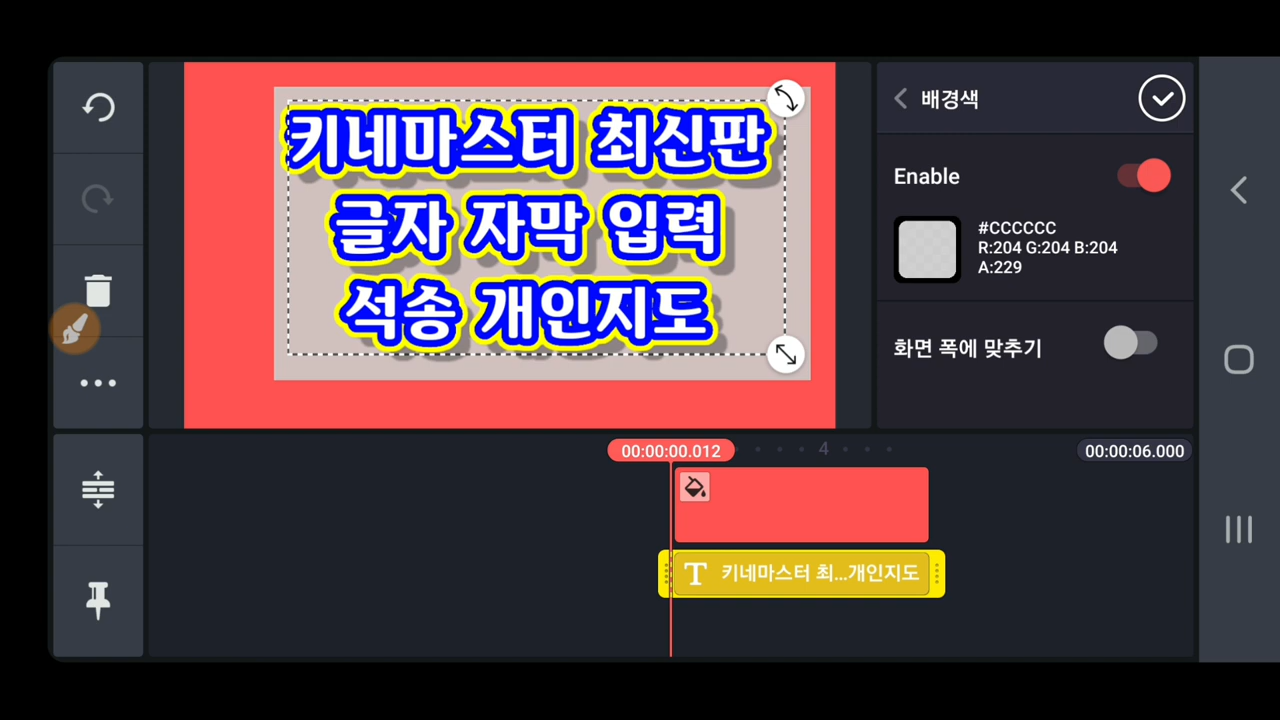 키네마스터 최신판
글자 자막 입력
석송 개인지도
배경색
Enable
#CCCCCC
R:204 G:204 B:204
A:229
화면 폭에 맞추기
00:00:00.012
4
00:00:06.000
T 키네마스터 최...개인지도